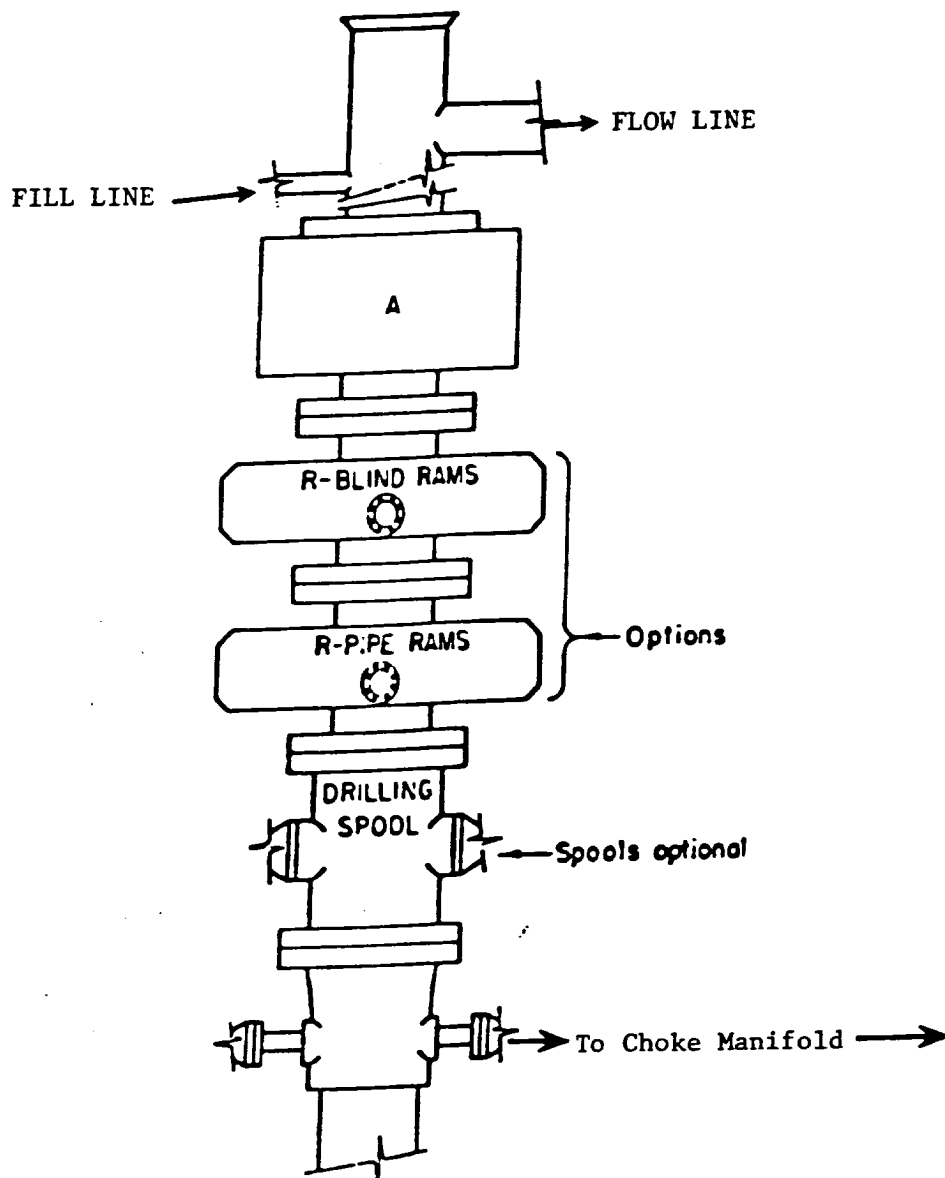 FLOW LINE
FILL LINE
A
R-BLIND RAMS
R-PIPE RAMS
Options
DRILLING
SPOOL
Spools optional
To Choke Manifold